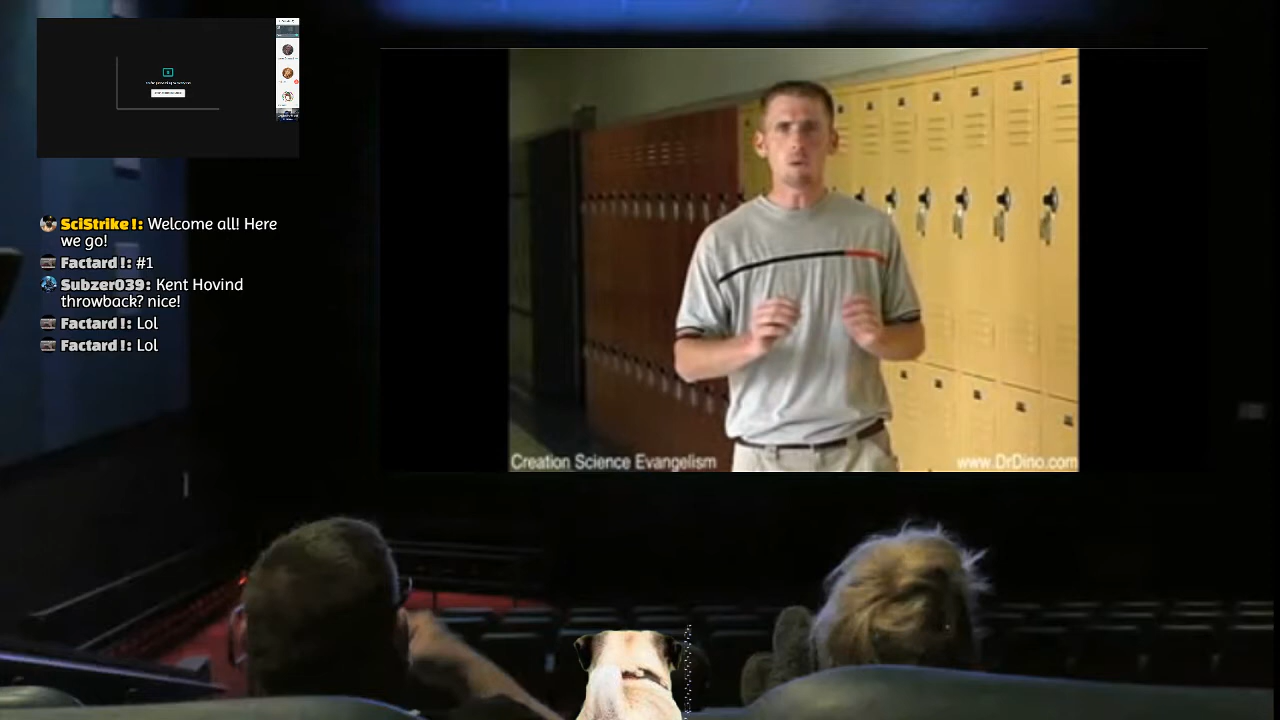 SciStrike!: Welcome all! Here
we go!
Factard!: #1
Subzer039: Kent Hovind
throwback? nice!
Factard!: Lol
Factard!: Lol
Creation Science Evangelism
www.DrDino.com